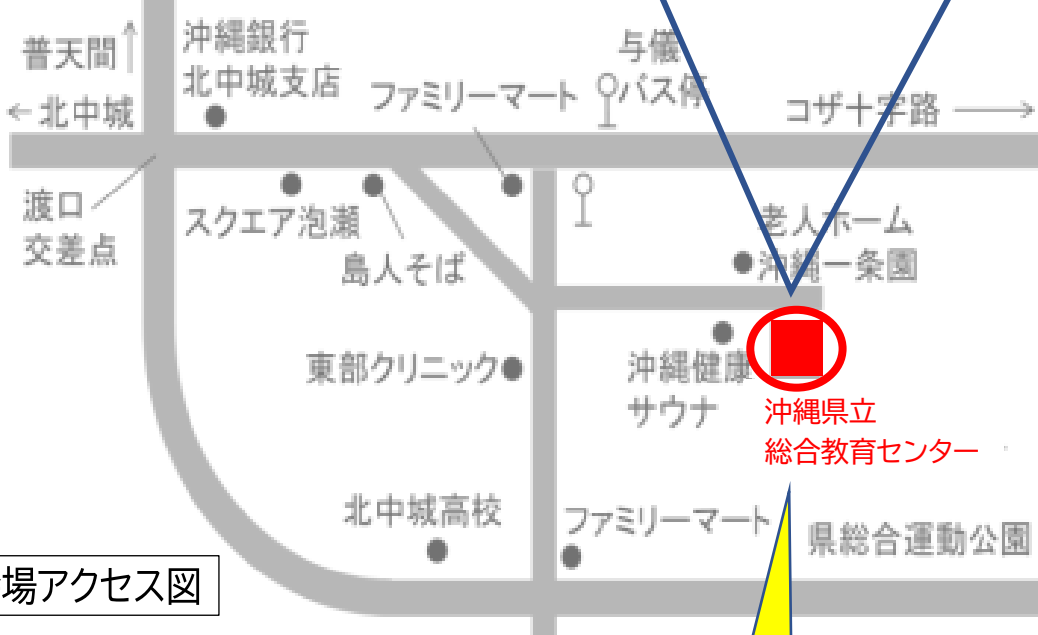 普天間
沖縄銀行
北中城支店
←北中城
ファミリーマート
与儀
バス停
コザ十字路
渡口
交差点
スクエア泡瀬
島人そば
老人ホーム
沖縄一条園
東部クリニック
沖縄健康
サウナ
沖縄県立
総合教育センター
北中城高校
ファミリーマート
県総合運動公園
場アクセス図